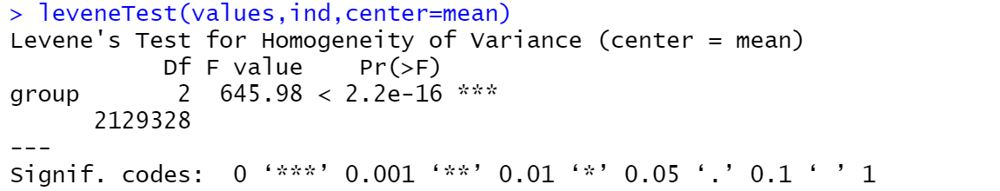 > leveneTest(values,ind,center=mean)
Levene's Test for Homogeneity of Variance (center = mean)
             Df F value    Pr(>F)
group         2  645.98 < 2.2e-16 ***
        2129328
---
Signif. codes:  0 ‘***’ 0.001 ‘**’ 0.01 ‘*’ 0.05 ‘.’ 0.1 ‘ ’ 1